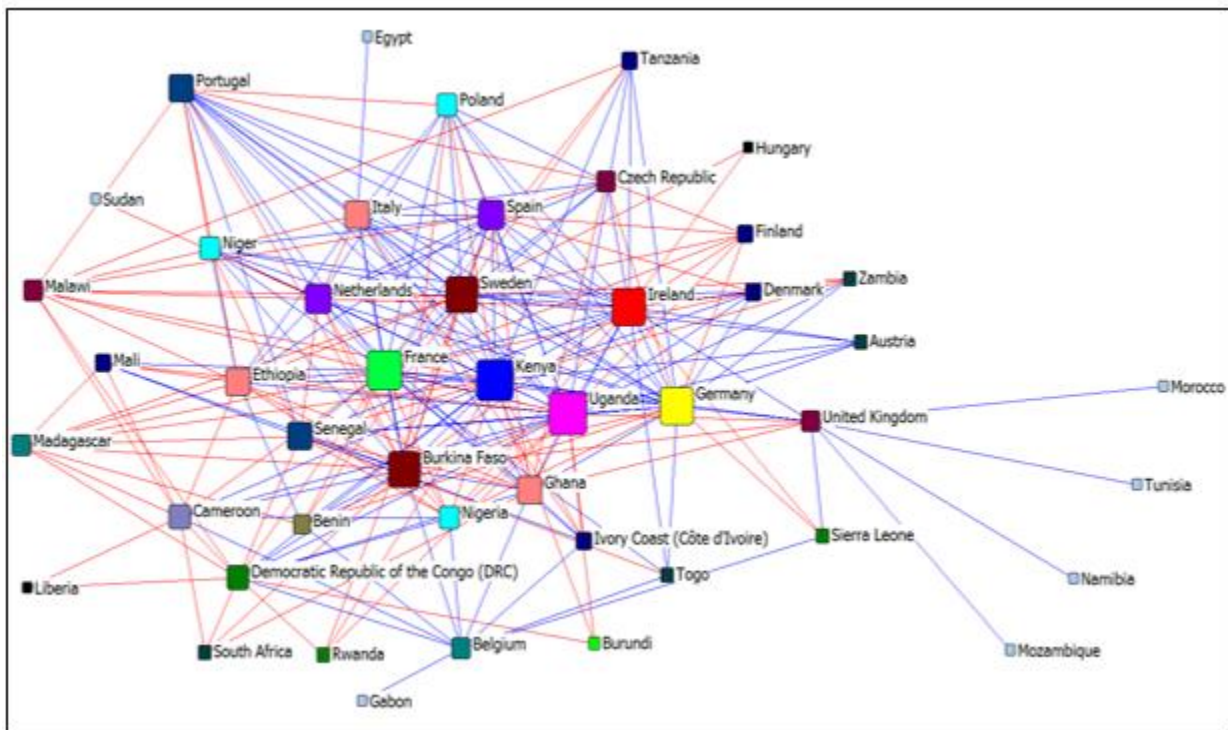 Egypt
Tanzania
Portugal
Poland
Hungary
Czech Republic
Sudan
Italy
Spain
Finland
Niger
Malawi
Netherlands
Sweden
Ireland
Denmark
Zambia
Austria
Mali
Ethiopia
France
Kenya
Uganda
Germany
Morocco
United Kingdom
Madagascar
Senegal
Burkina Faso
Ghana
Tunisia
Cameroon
Benin
Nigeria
Ivory Coast (Côte d'Ivoire)
Sierra Leone
Liberia
Democratic Republic of the Congo (DRC)
Togo
Namibia
South Africa
Rwanda
Belgium
Burundi
Mozambique
Gabon